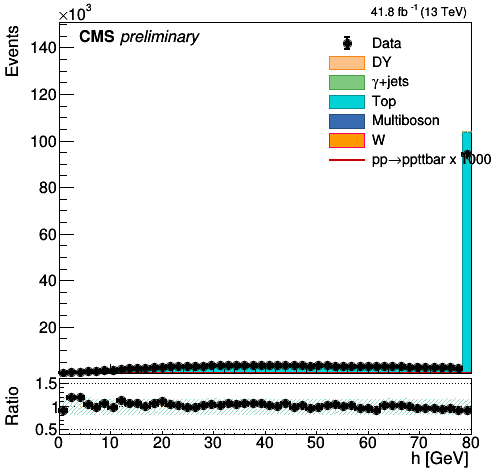 ×10³
41.8 fb⁻¹ (13 TeV)
CMS preliminary
Events
140
120
100
80
60
40
20
Data
DY
γ+jets
Top
Multiboson
W
pp→ppttbar x 1000
Ratio
1.5
1
0.5
0 10 20 30 40 50 60 70 80
h [GeV]